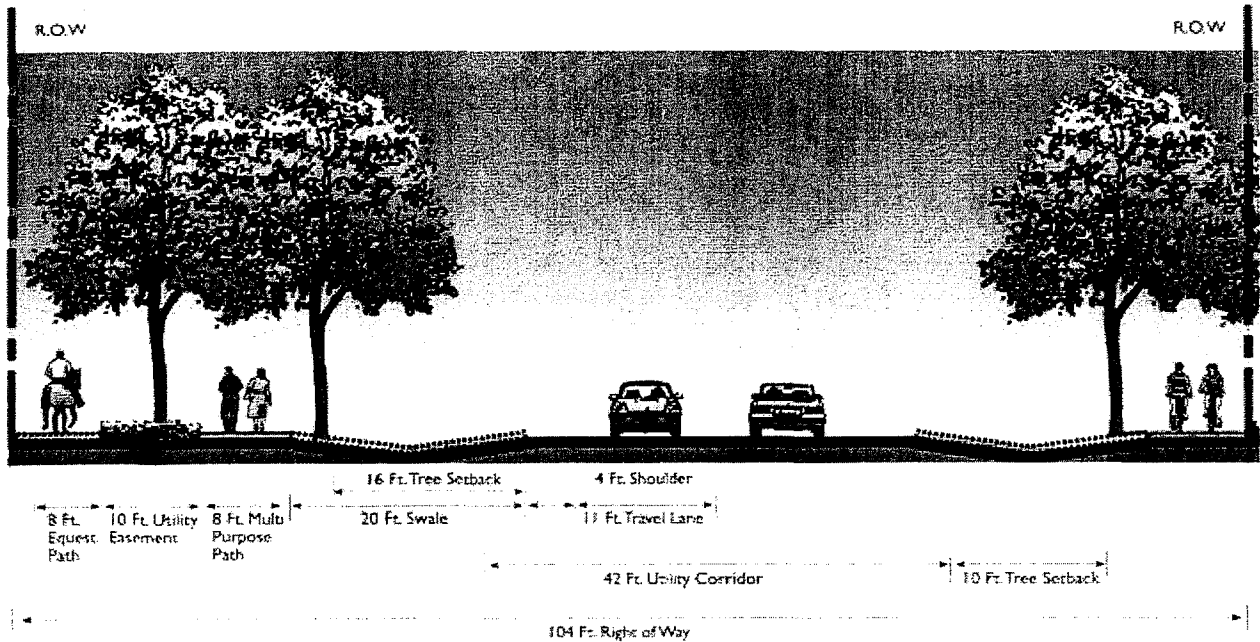 R.O.W
R.O.W
16 Ft. Tree Setback
4 Ft. Shoulder
8 Ft.
Equest.
Path
10 Ft. Utility
Easement
8 Ft. Multi
Purpose
Path
20 Ft. Swale
11 Ft. Travel Lane
42 Ft. Utility Corridor
10 Ft. Tree Setback
104 Ft. Right of Way